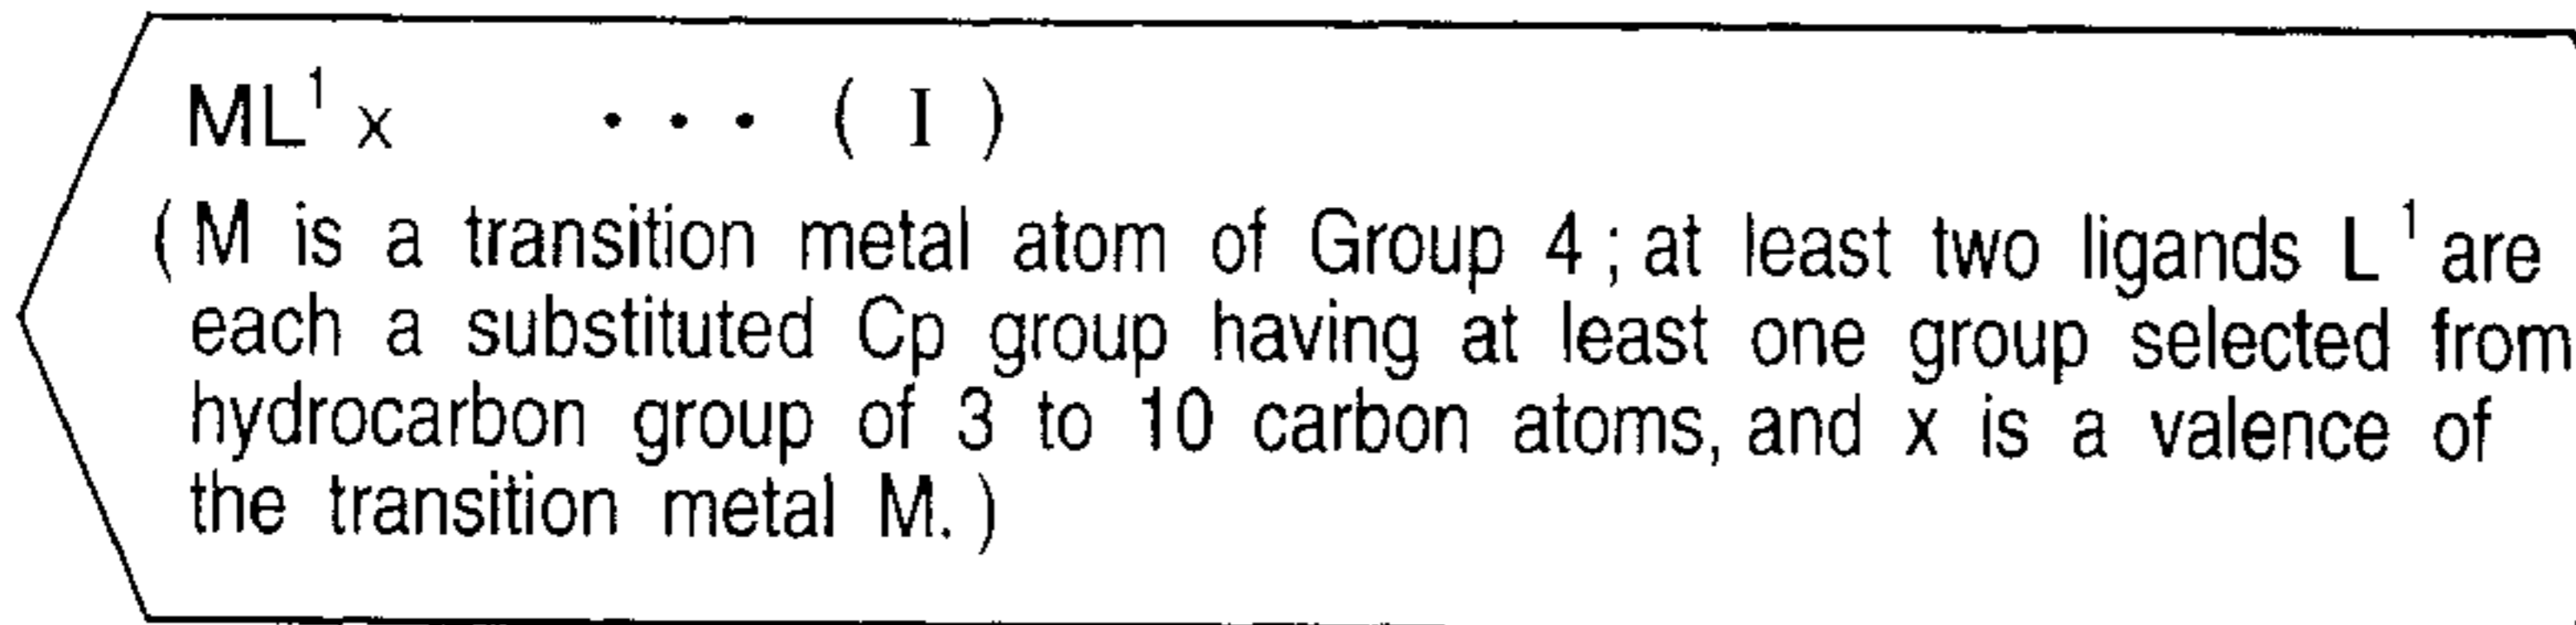 ML¹x ・・・ ( I )
( M is a transition metal atom of Group 4 ; at least two ligands L¹ are
each a substituted Cp group having at least one group selected from
hydrocarbon group of 3 to 10 carbon atoms, and x is a valence of
the transition metal M. )